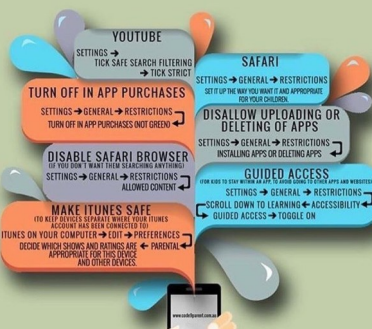 YOUTUBE
SETTINGS →
TICK SAFE SEARCH FILTERING
→ TICK STRICT
SAFARI
SETTINGS → GENERAL → RESTRICTIONS
SET IT UP THE WAY YOU WANT IT AND APPROPRIATE
FOR YOUR CHILDREN.
TURN OFF IN APP PURCHASES
SETTINGS → GENERAL → RESTRICTIONS
TURN OFF IN APP PURCHASES (NOT GREEN)
DISALLOW UPLOADING OR
DELETING OF APPS
SETTINGS → GENERAL → RESTRICTIONS
INSTALLING APPS OR DELETING APPS
DISABLE SAFARI BROWSER
(IF YOU DON'T WANT THEM SEARCHING ANYTHING)
SETTINGS → GENERAL → RESTRICTIONS
ALLOWED CONTENT
GUIDED ACCESS
(FOR KIDS TO STAY WITHIN AN APP, TO AVOID GOING TO OTHER APPS AND WEBSITES)
SETTINGS → GENERAL → RESTRICTIONS
SCROLL DOWN TO LEARNING ← ACCESSIBILITY
GUIDED ACCESS → TOGGLE ON
MAKE ITUNES SAFE
(TO KEEP DEVICES SEPARATE WHERE YOUR ITUNES
ACCOUNT HAS BEEN CONNECTED TO)
ITUNES ON YOUR COMPUTER → EDIT → PREFERENCES
DECIDE WHICH SHOWS AND RATINGS ARE ← PARENTAL
APPROPRIATE FOR THIS DEVICE
AND OTHER DEVICES.